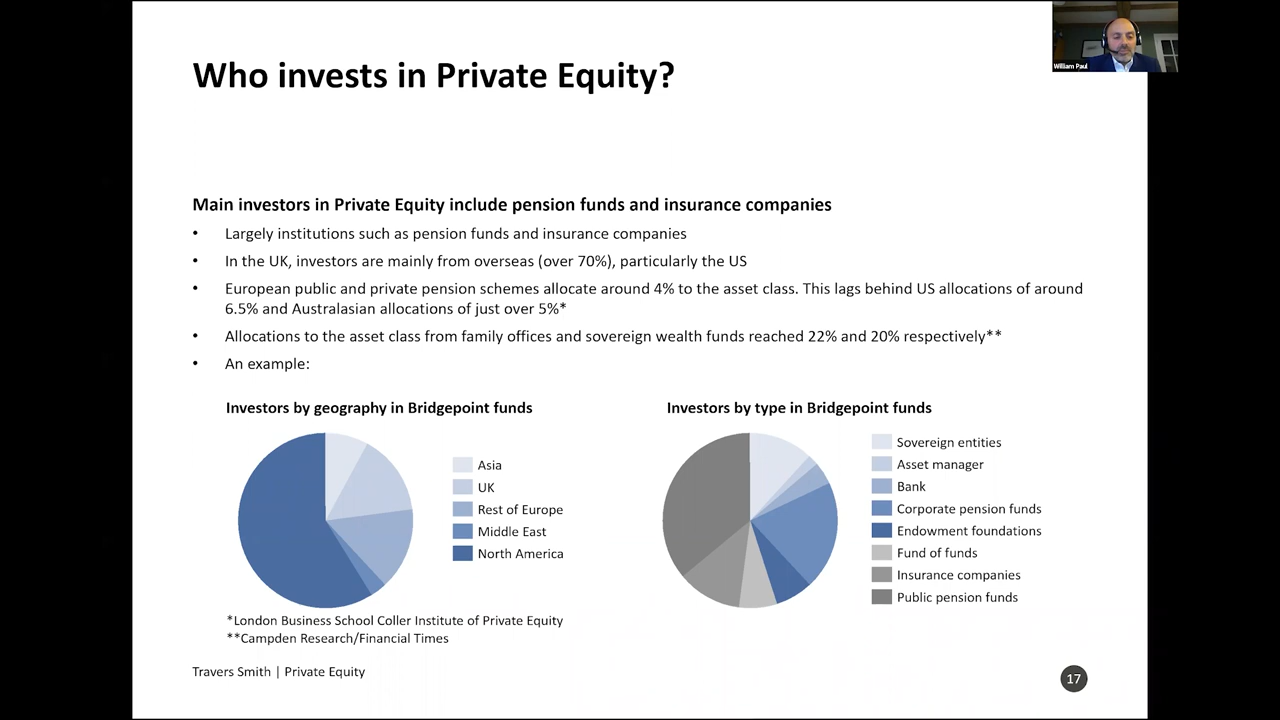 William Paul
Who invests in Private Equity?
Main investors in Private Equity include pension funds and insurance companies
• Largely institutions such as pension funds and insurance companies
• In the UK, investors are mainly from overseas (over 70%), particularly the US
• European public and private pension schemes allocate around 4% to the asset class. This lags behind US allocations of around
6.5% and Australasian allocations of just over 5%*
• Allocations to the asset class from family offices and sovereign wealth funds reached 22% and 20% respectively**
• An example:
Investors by geography in Bridgepoint funds
Asia
UK
Rest of Europe
Middle East
North America
Investors by type in Bridgepoint funds
Sovereign entities
Asset manager
Bank
Corporate pension funds
Endowment foundations
Fund of funds
Insurance companies
Public pension funds
*London Business School Coller Institute of Private Equity
**Campden Research/Financial Times
Travers Smith | Private Equity
17